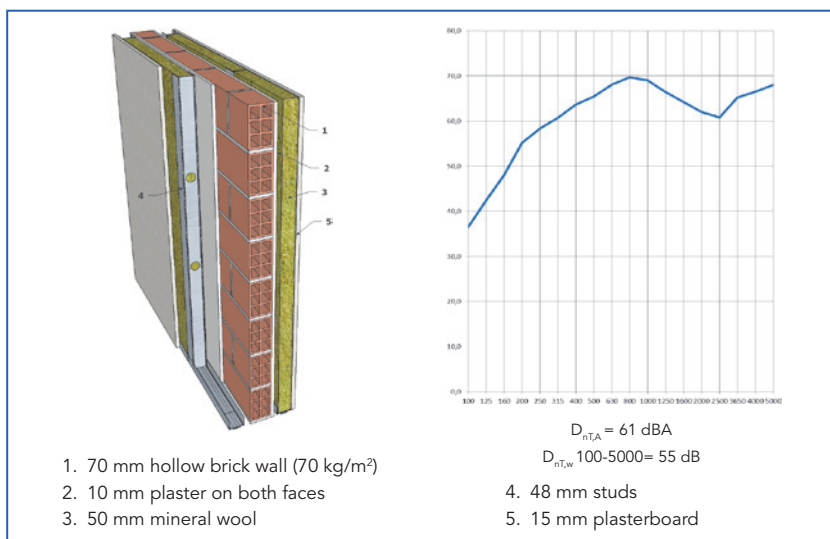 1
2
3
4
5
80,0
70,0
60,0
50,0
40,0
30,0
20,0
10,0
0,0
100 125 160 200 250 315 400 500 630 800 1000 1250 1600 2000 2500 3650 4000 5000
DnT,A = 61 dBA
DnT,w 100-5000= 55 dB
1. 70 mm hollow brick wall (70 kg/m²)
2. 10 mm plaster on both faces
3. 50 mm mineral wool
4. 48 mm studs
5. 15 mm plasterboard